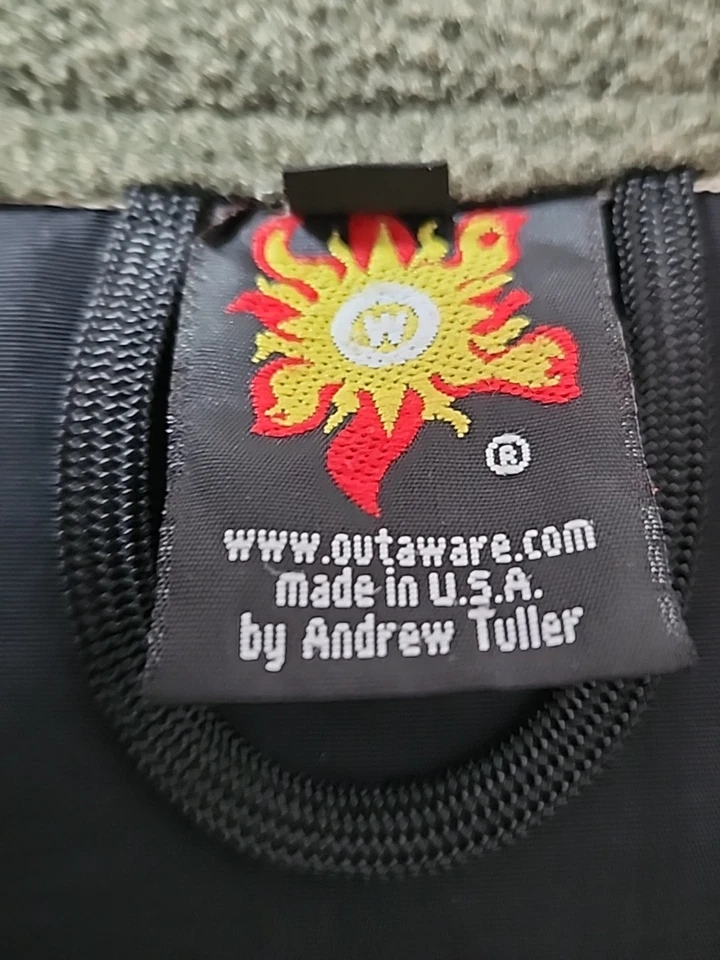 W
®
www.outaware.com
made in U.S.A.
by Andrew Tuller